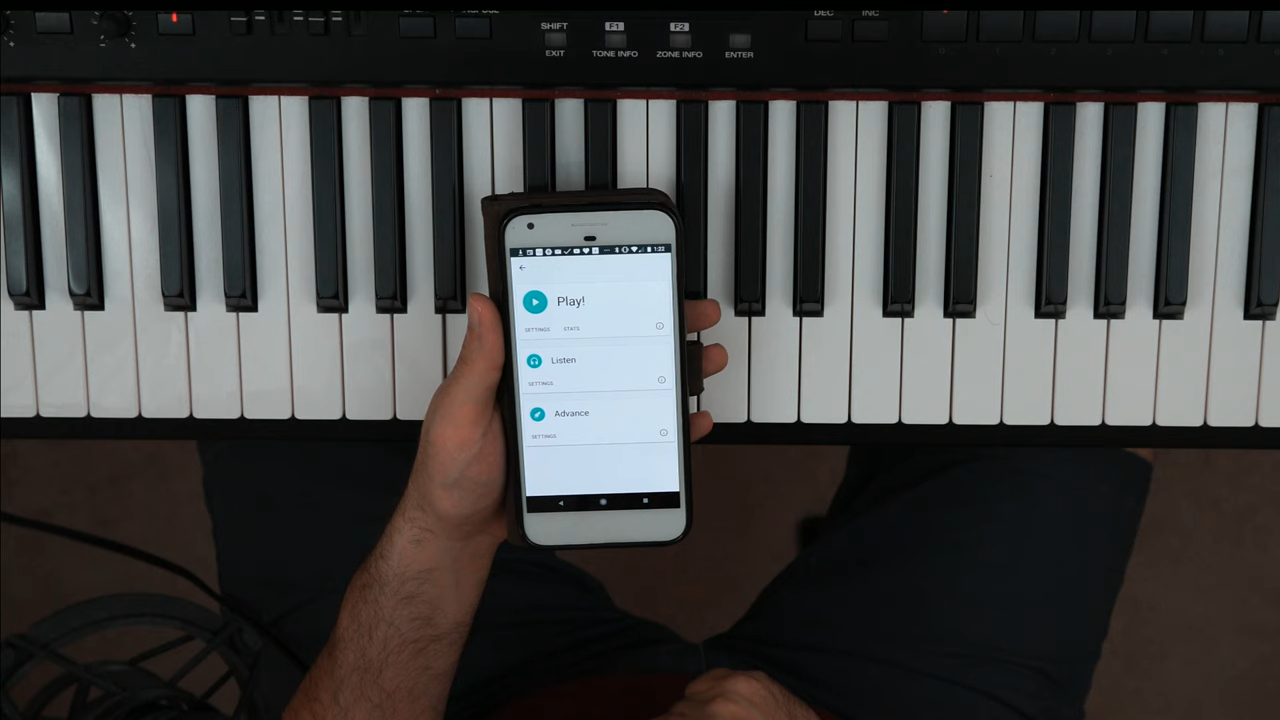 DEC INC
SHIFT F1 F2
EXIT TONE INFO ZONE INFO ENTER
1:22
Play!
SETTINGS STATS
Listen
SETTINGS
Advance
SETTINGS